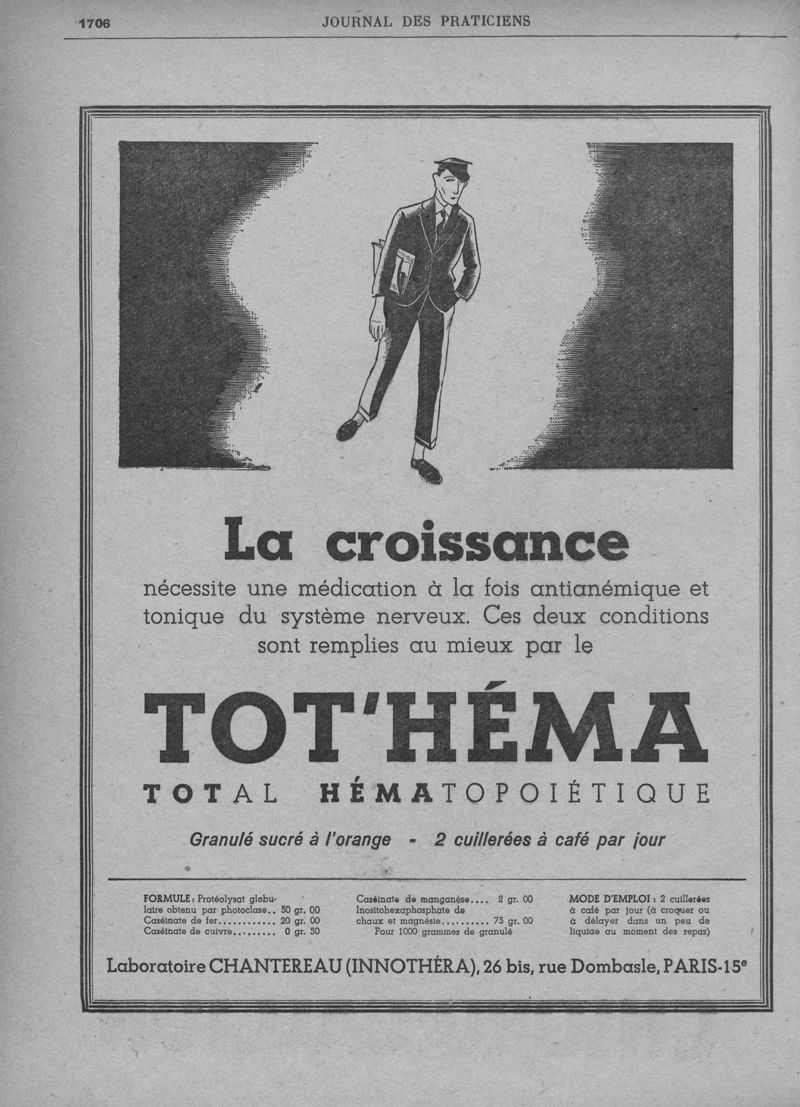 1706
JOURNAL DES PRATICIENS
La croissance
nécessite une médication à la fois antianémique et
tonique du système nerveux. Ces deux conditions
sont remplies au mieux par le
TOT'HÉMA
TOTAL HÉMATOPOIÉTIQUE
Granulé sucré à l'orange - 2 cuillerées à café par jour
FORMULE : Protéolysat globu-
laire obtenu par photoclase.. 50 gr. 00
Caséinate de fer............ 20 gr. 00
Caséinate de cuivre......... 0 gr. 50
Caséinate de manganèse.... 2 gr. 00
Inositohexaphosphate de
chaux et magnésie.......... 75 gr. 00
Pour 1000 grammes de granulé
MODE D'EMPLOI : 2 cuillerées
à café par jour (à croquer ou
à délayer dans un peu de
liquide au moment des repas)
Laboratoire CHANTEREAU (INNOTHÉRA), 26 bis, rue Dombasle, PARIS-15e